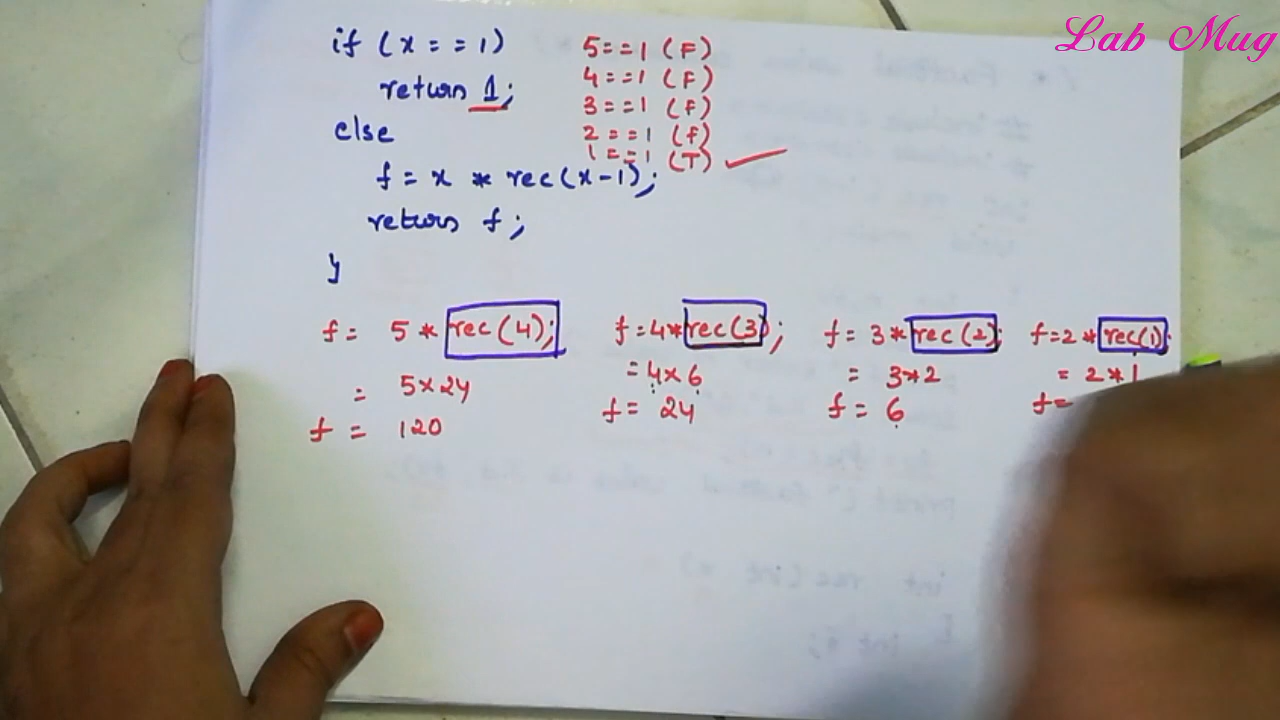 Lab Mug
if (x = = 1)
return 1;
else
f = x * rec(x-1);
return f;
}
5 = = 1 (F)
4 = = 1 (F)
3 = = 1 (F)
2 = = 1 (F)
1 = = 1 (T) ✓
f = 5 * rec(4);
= 5 x 24
f = 120
f = 4 * rec(3);
= 4 x 6
f = 24
f = 3 * rec(2);
= 3 * 2
f = 6
f = 2 * rec(1);
= 2 * 1
f =